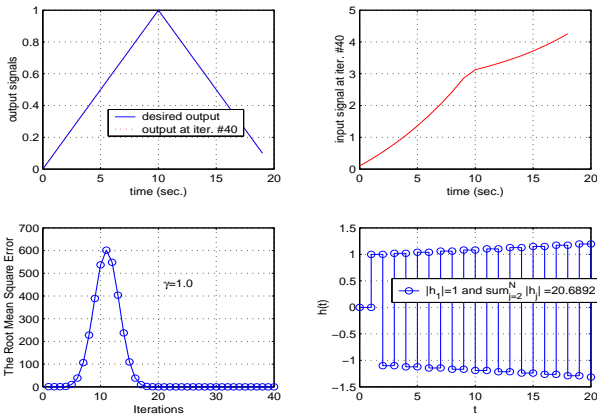 1
0.8
0.6
0.4
0.2
0
output signals
desired output
output at iter. #40
0 5 10 15 20
time (sec.)
5
4
3
2
1
0
input signal at iter. #40
0 5 10 15 20
time (sec.)
700
600
500
400
300
200
100
0
The Root Mean Square Error
γ=1.0
0 10 20 30 40
Iterations
1.5
1
0.5
0
−0.5
−1
−1.5
h(t)
|h_1|=1 and sum_{j=2}^N |h_j| =20.6892
0 5 10 15 20
t